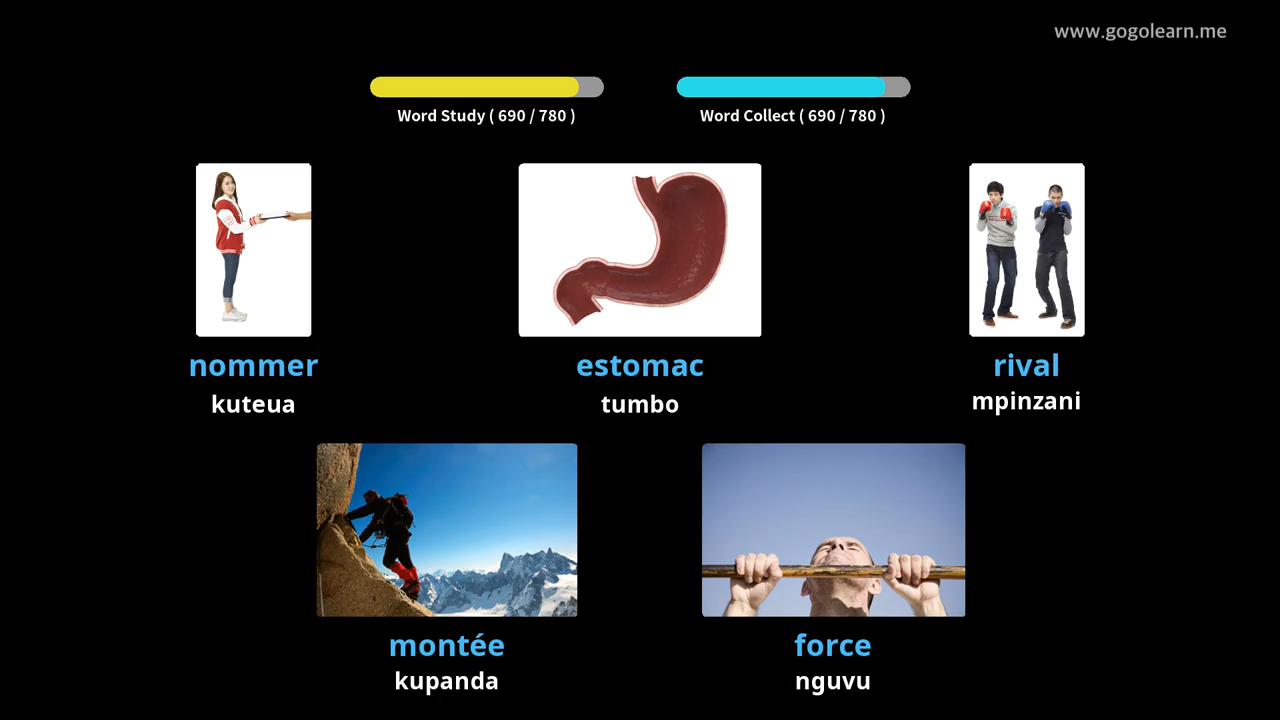 www.gogolearn.me
Word Study ( 690 / 780 )
Word Collect ( 690 / 780 )
nommer
kuteua
estomac
tumbo
rival
mpinzani
montée
kupanda
force
nguvu